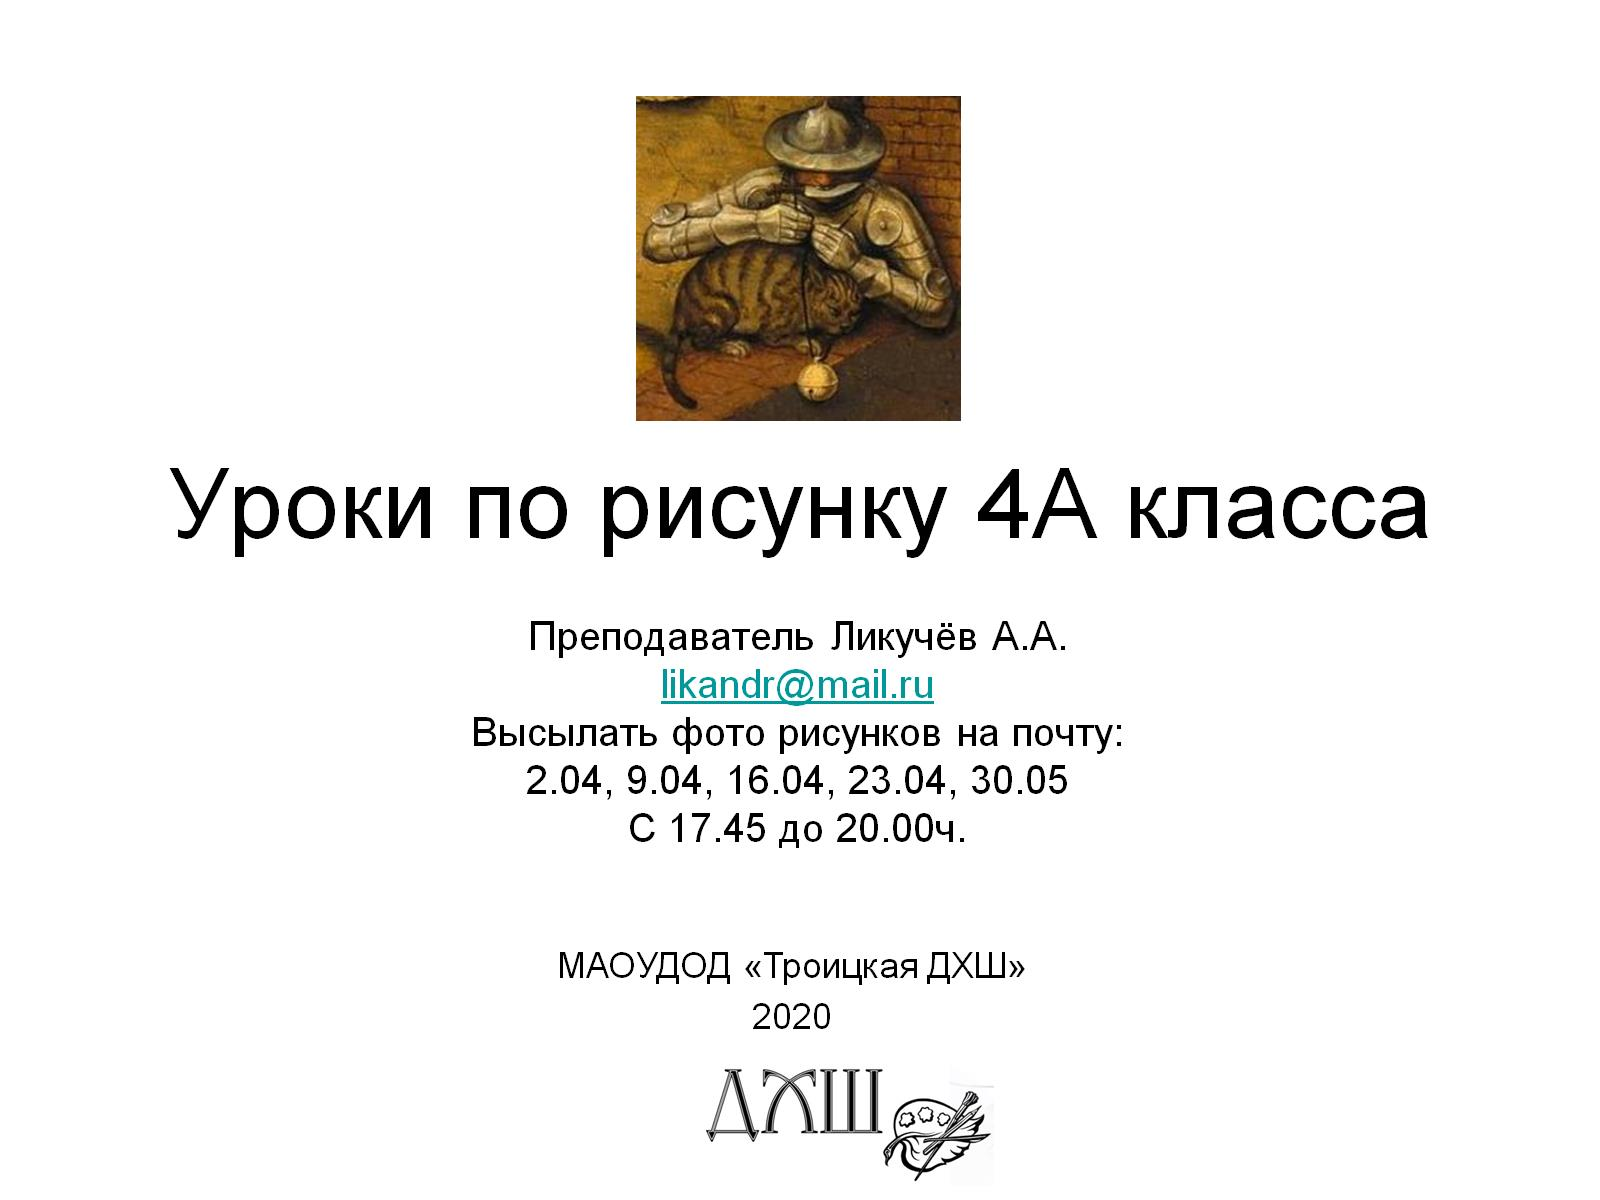 Уроки по рисунку 4А класса
Преподаватель Ликучёв А.А.
likandr@mail.ru
Высылать фото рисунков на почту:
2.04, 9.04, 16.04, 23.04, 30.05
С 17.45 до 20.00ч.
МАОУДОД «Троицкая ДХШ»
2020
ДХШ